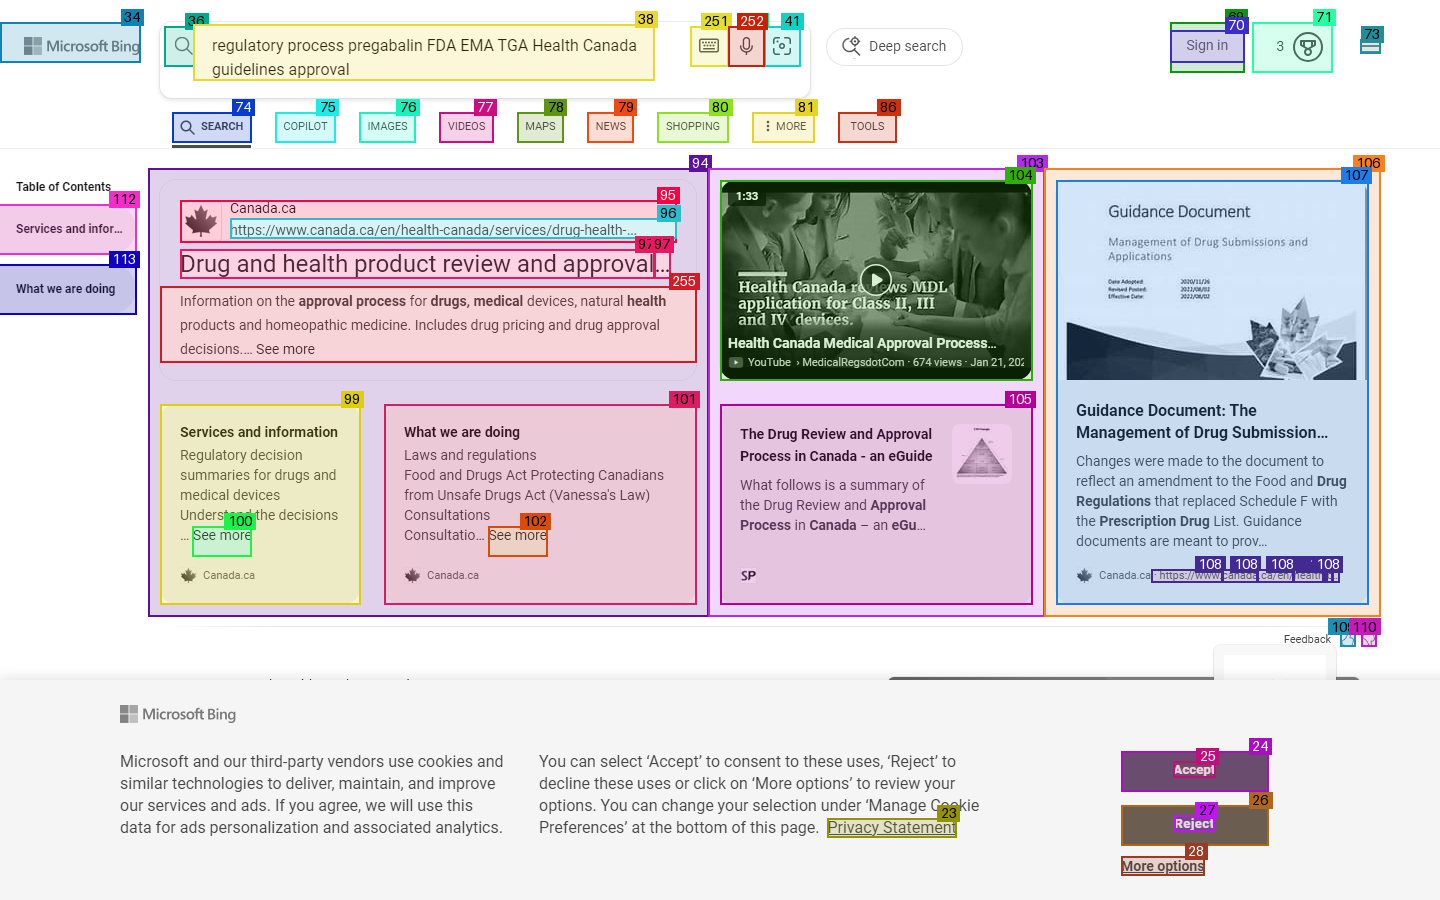 Microsoft Bing
regulatory process pregabalin FDA EMA TGA Health Canada
guidelines approval
Deep search
Sign in
3
34
36
38
251
252
41
70
71
73
SEARCH
COPILOT
IMAGES
VIDEOS
MAPS
NEWS
SHOPPING
MORE
TOOLS
74
75
76
77
78
79
80
81
86
Table of Contents
112
Services and infor...
113
What we are doing
94
95
Canada.ca
96
https://www.canada.ca/en/health-canada/services/drug-health-...
97
97
Drug and health product review and approval...
255
Information on the approval process for drugs, medical devices, natural health
products and homeopathic medicine. Includes drug pricing and drug approval
decisions.... See more
99
Services and information
Regulatory decision
summaries for drugs and
medical devices
Understand the decisions
... See more
100
Canada.ca
101
What we are doing
Laws and regulations
Food and Drugs Act Protecting Canadians
from Unsafe Drugs Act (Vanessa's Law)
Consultations
Consultatio... See more
102
Canada.ca
103
104
1:33
Health Canada reviews MDL
application for Class II, III
and IV devices.
Health Canada Medical Approval Process...
YouTube › MedicalRegsdotCom · 674 views · Jan 21, 202
105
The Drug Review and Approval
Process in Canada - an eGuide
What follows is a summary of
the Drug Review and Approval
Process in Canada – an eGu...
SP
106
107
Guidance Document
Management of Drug Submissions and
Applications
Date Adopted: 2020/11/26
Revised Posted: 2022/08/02
Effective Date: 2022/08/02
Guidance Document: The
Management of Drug Submission...
Changes were made to the document to
reflect an amendment to the Food and Drug
Regulations that replaced Schedule F with
the Prescription Drug List. Guidance
documents are meant to prov...
108
108
108
108
Canada.ca · https://www.canada.ca/en/health-...
Feedback
110
Microsoft Bing
Microsoft and our third-party vendors use cookies and
similar technologies to deliver, maintain, and improve
our services and ads. If you agree, we will use this
data for ads personalization and associated analytics.
You can select ‘Accept’ to consent to these uses, ‘Reject’ to
decline these uses or click on ‘More options’ to review your
options. You can change your selection under ‘Manage Cookie
Preferences’ at the bottom of this page. Privacy Statement
23
24
25
Accept
26
27
Reject
28
More options